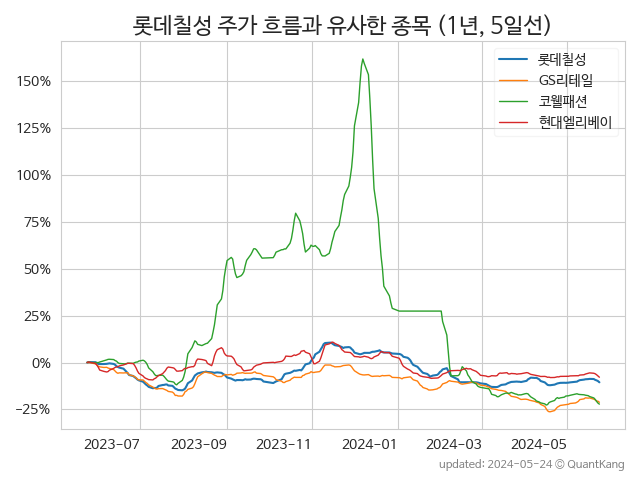 롯데칠성 주가 흐름과 유사한 종목 (1년, 5일선)
롯데칠성
GS리테일
코웰패션
현대엘리베이
150%
125%
100%
75%
50%
25%
0%
−25%
2023-07
2023-09
2023-11
2024-01
2024-03
2024-05
updated: 2024-05-24 © QuantKang